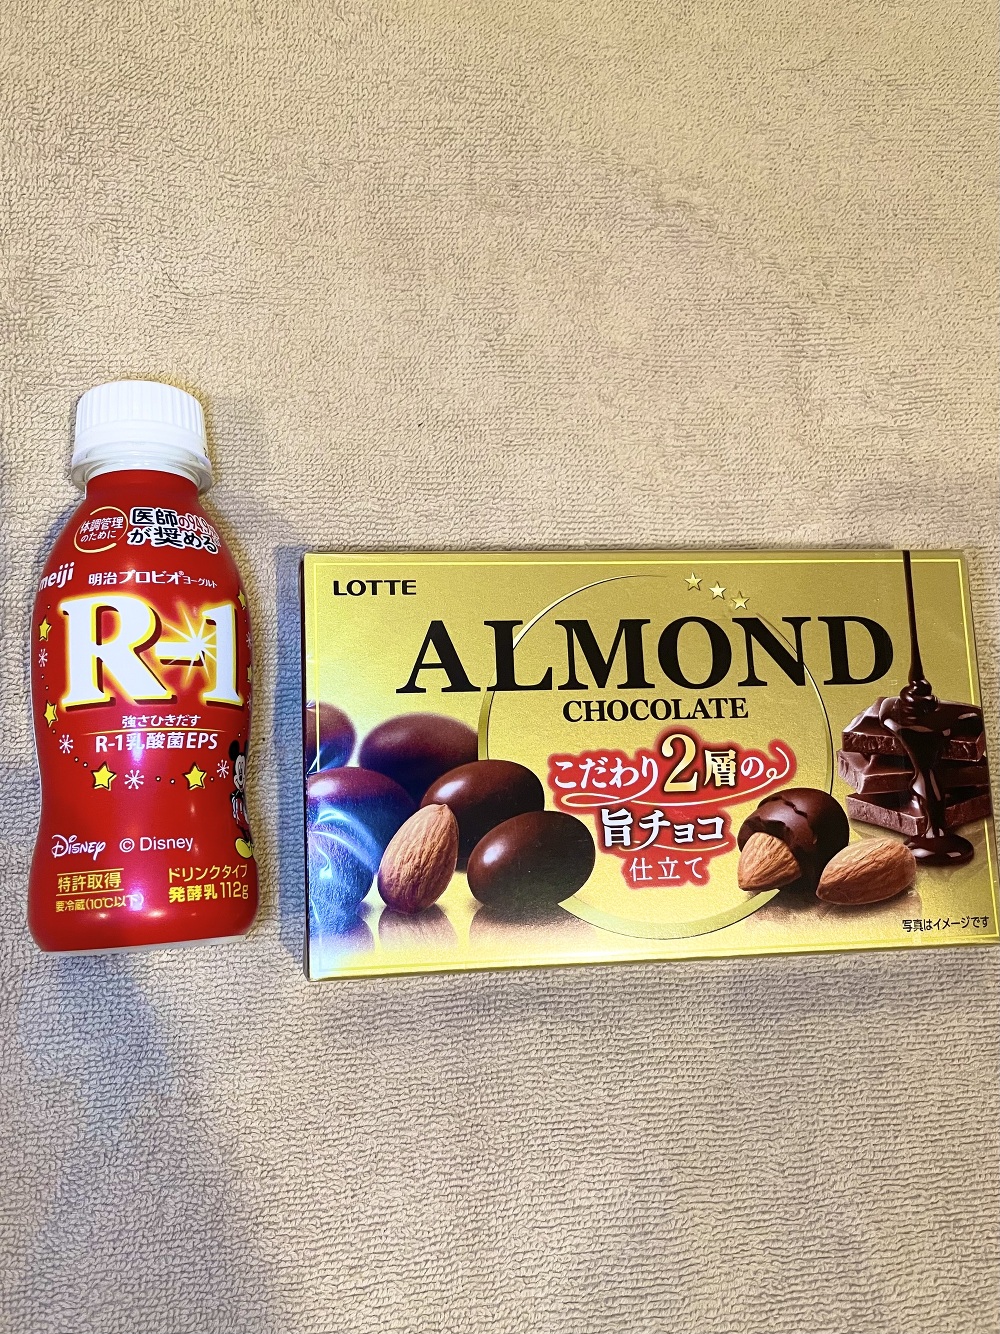 体調管理
のために
医師の
が奨める
meiji
明治プロビオヨーグルト
R-1
強さひきだす
R-1乳酸菌EPS
Disney
© Disney
特許取得
要冷蔵(10℃以下)
ドリンクタイプ
発酵乳 112g
LOTTE
ALMOND
CHOCOLATE
こだわり2層の
旨チョコ
仕立て
写真はイメージです